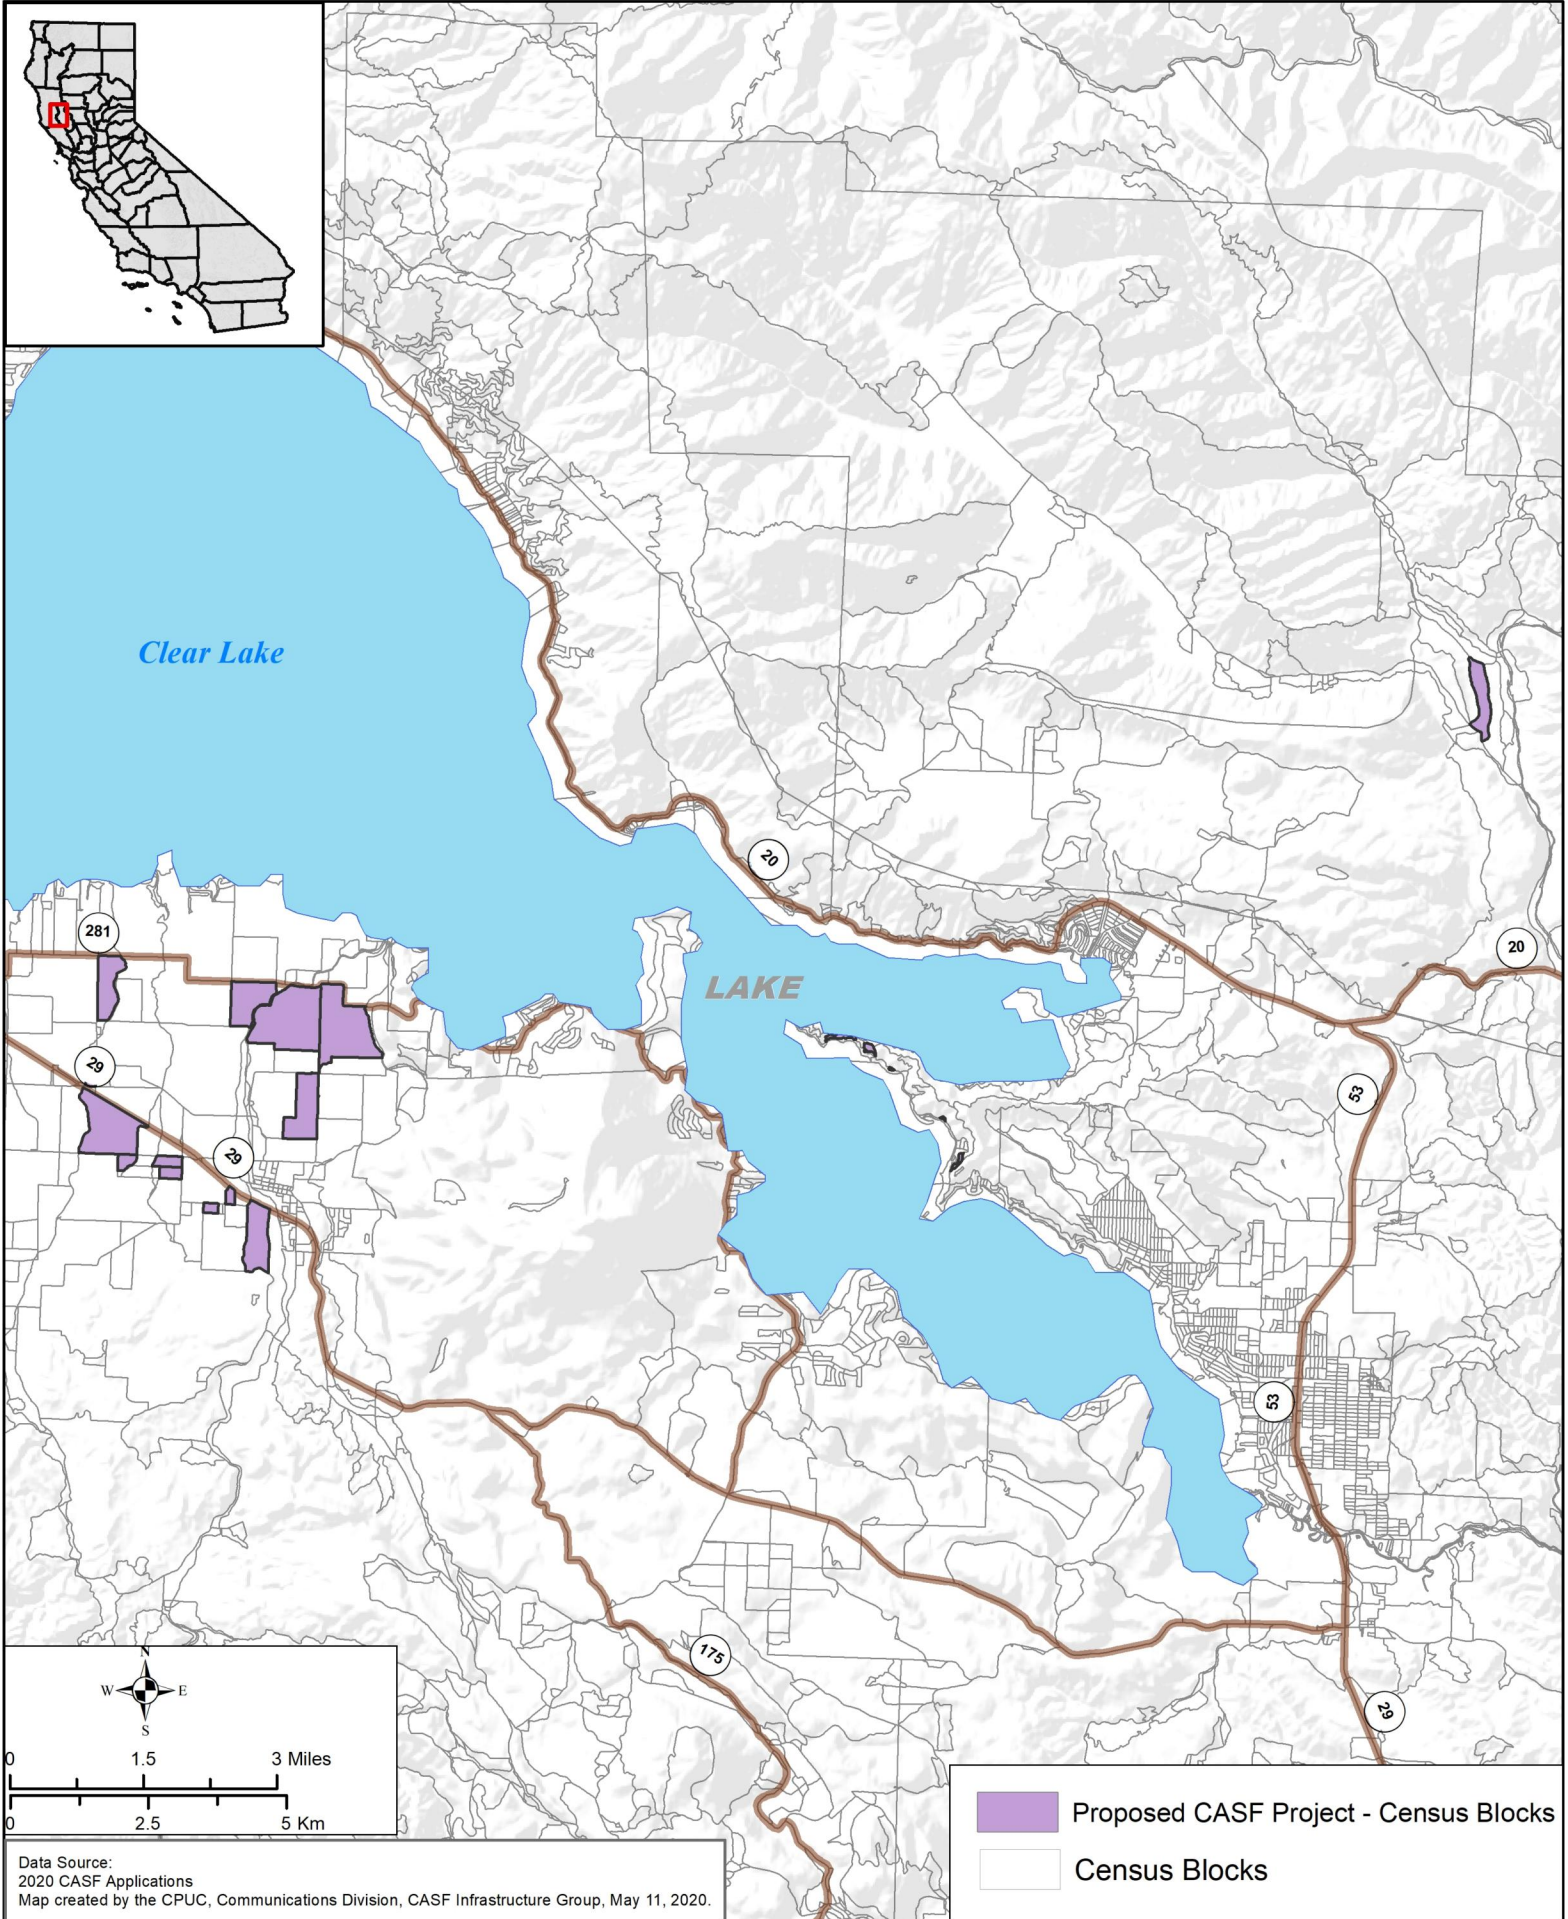 Clear Lake
20
281
20
LAKE
29
53
29
53
175
29
N
W E
S
0 1.5 3 Miles
0 2.5 5 Km
Proposed CASF Project - Census Blocks
Census Blocks
Data Source:
2020 CASF Applications
Map created by the CPUC, Communications Division, CASF Infrastructure Group, May 11, 2020.